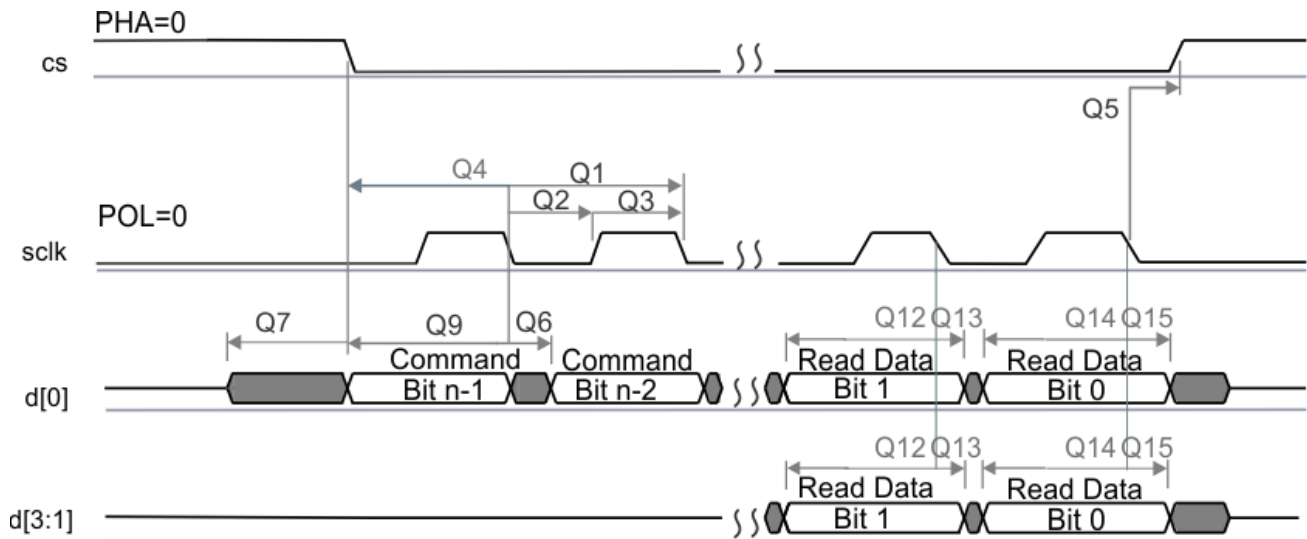 PHA=0
cs
Q5
Q4 Q1
Q2 Q3
POL=0
sclk
Q7 Q9 Q6 Q12 Q13 Q14 Q15
Command Command Read Data Read Data
d[0] Bit n-1 Bit n-2 Bit 1 Bit 0
Q12 Q13 Q14 Q15
Read Data Read Data
d[3:1] Bit 1 Bit 0